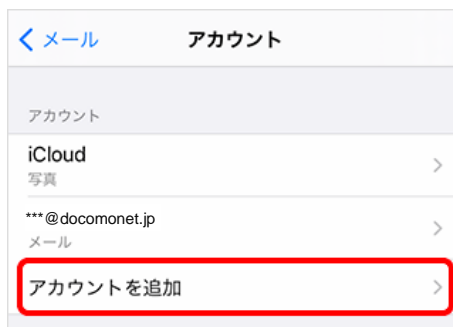 メール
アカウント
アカウント
iCloud
写真
***@docomonet.jp
メール
アカウントを追加